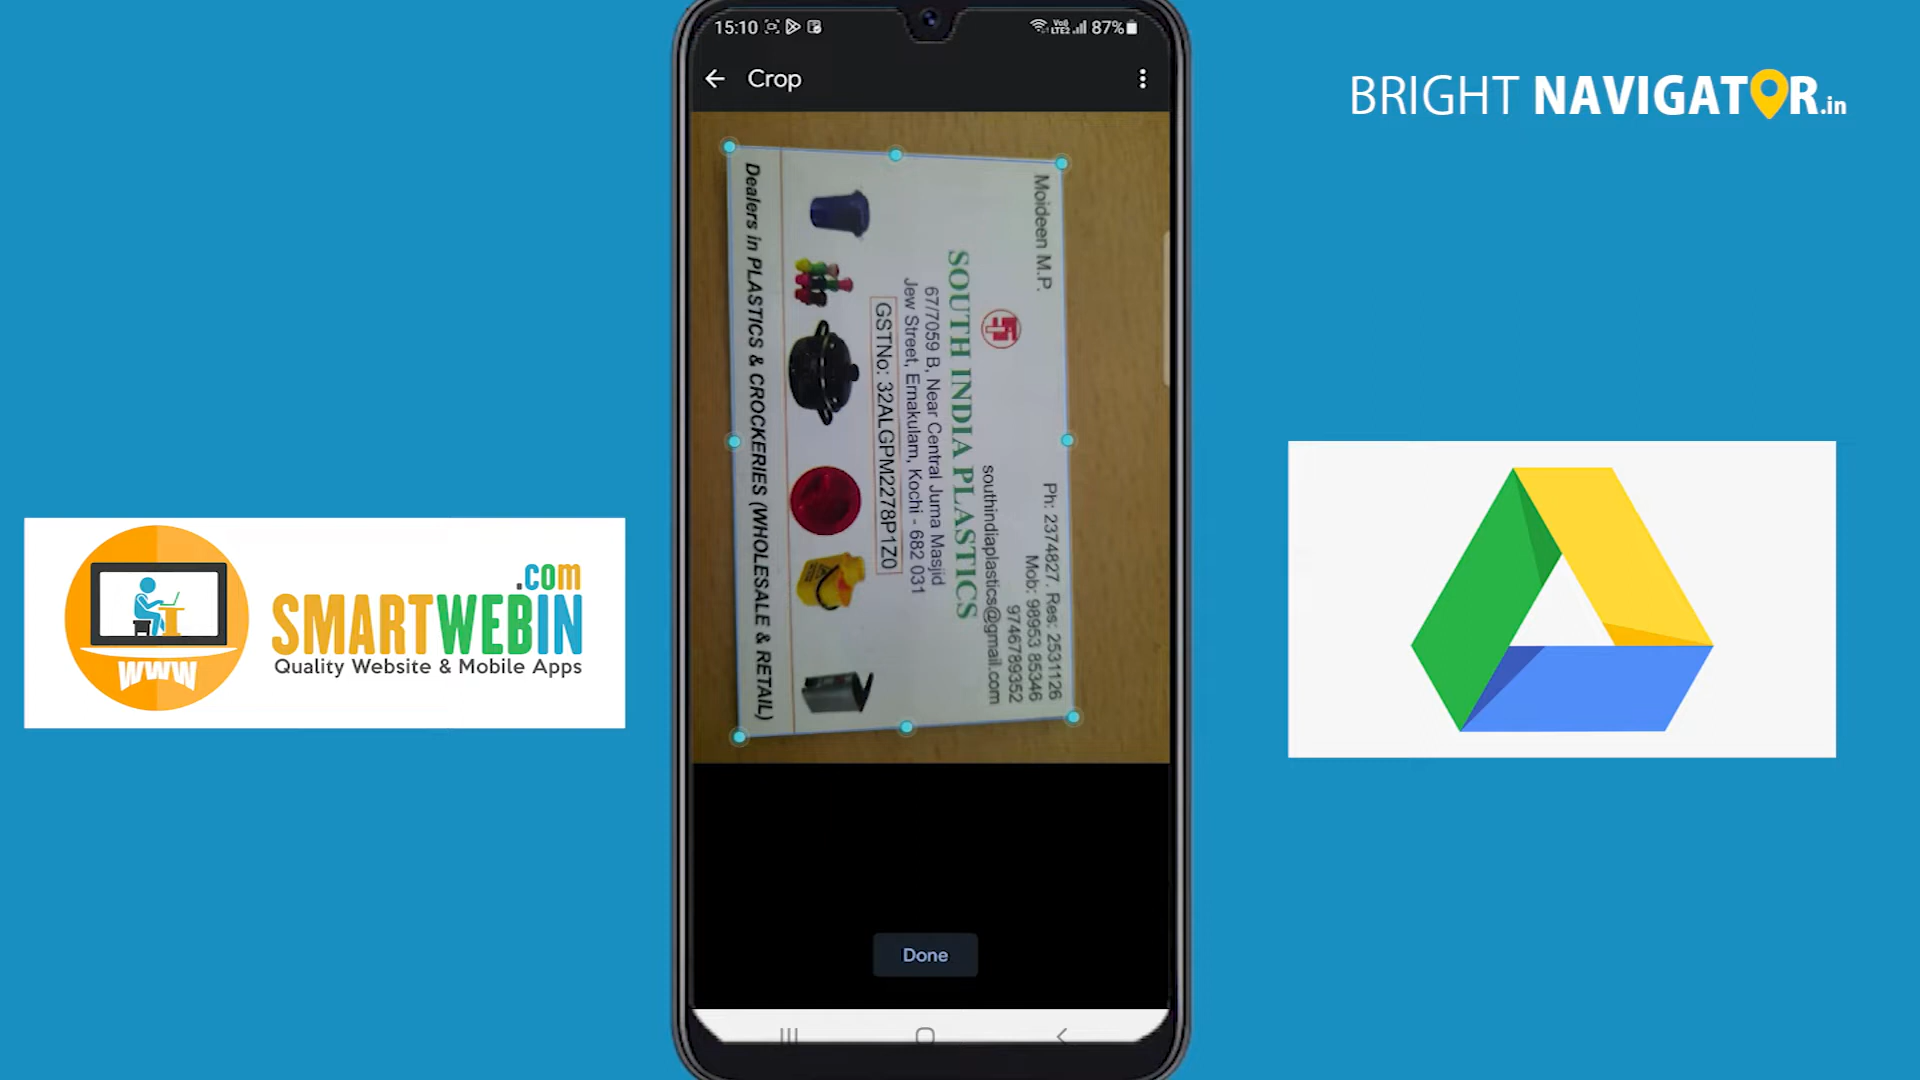 15:10
Vo)) LTE2 87%
Crop
BRIGHT NAVIGATOR.in
Moideen M.P.
Ph: 2374827. Res: 2531126
Mob: 98953 85346
9746789352
southindiaplastics@gmail.com
SOUTH INDIA PLASTICS
67/7059 B, Near Central Juma Masjid
Jew Street, Ernakulam, Kochi - 682 031
GSTNo: 32ALGPM2278P1Z0
Dealers in PLASTICS & CROCKERIES (WHOLESALE & RETAIL)
.com
SMARTWEBIN
Quality Website & Mobile Apps
WWW
Done